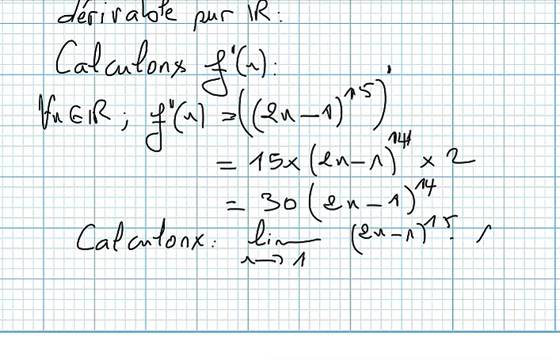 dérivable sur IR:
Calculons f'(x):
∀x∈IR ; f'(x) = ((2x-1)^15)'
= 15×(2x-1)^14 × 2
= 30(2x-1)^14
Calculons: lim x→1 (2x-1)^15